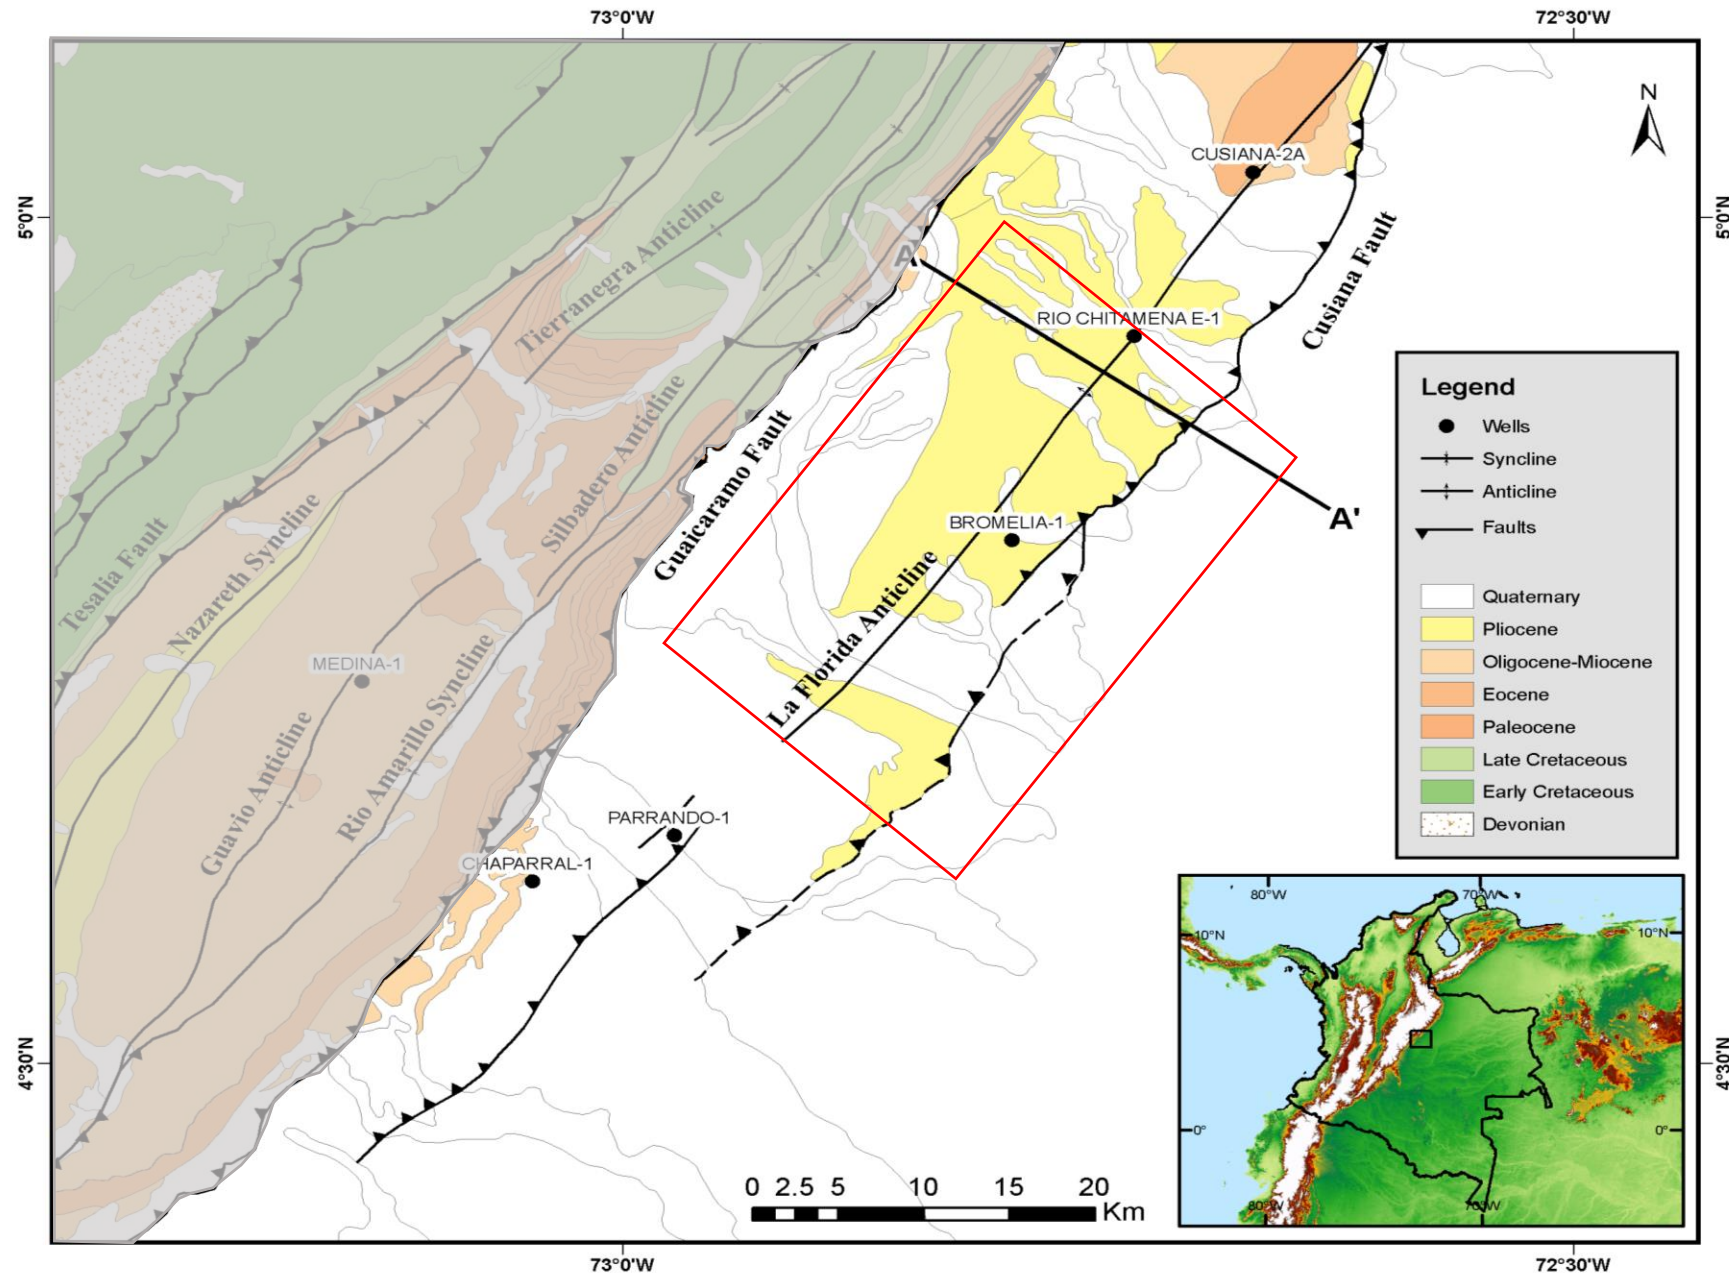 73°0'W
72°30'W
N
CUSIANA-2A
5°0'N
5°0'N
Tierranegra Anticline
A
Cusiana Fault
RIO CHITAMENA E-1
Silbadero Anticline
Guaicaramo Fault
Legend
Wells
Syncline
Anticline
Faults
Quaternary
Pliocene
Oligocene-Miocene
Eocene
Paleocene
Late Cretaceous
Early Cretaceous
Devonian
A'
BROMELIA-1
Tesalia Fault
Nazareth Syncline
La Florida Anticline
MEDINA-1
Rio Amarillo Syncline
Guavio Anticline
PARRANDO-1
CHAPARRAL-1
80°W
70°W
10°N
10°N
0°
0°
80°W
70°W
4°30'N
4°30'N
0 2.5 5 10 15 20
Km
73°0'W
72°30'W